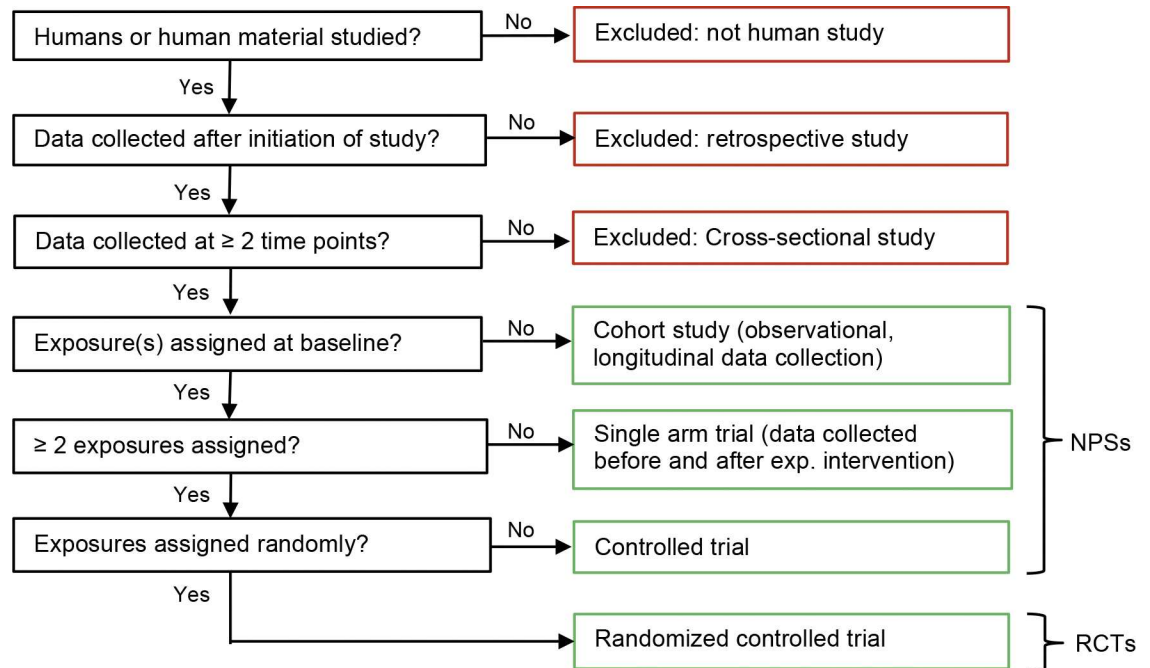 Humans or human material studied?
No
Excluded: not human study
Yes
Data collected after initiation of study?
No
Excluded: retrospective study
Yes
Data collected at ≥ 2 time points?
No
Excluded: Cross-sectional study
Yes
Exposure(s) assigned at baseline?
No
Cohort study (observational,
longitudinal data collection)
Yes
≥ 2 exposures assigned?
No
Single arm trial (data collected
before and after exp. intervention)
NPSs
Yes
Exposures assigned randomly?
No
Controlled trial
Yes
Randomized controlled trial
RCTs